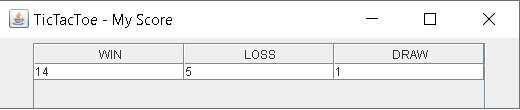 TicTacToe - My Score
WIN LOSS DRAW
14 5 1